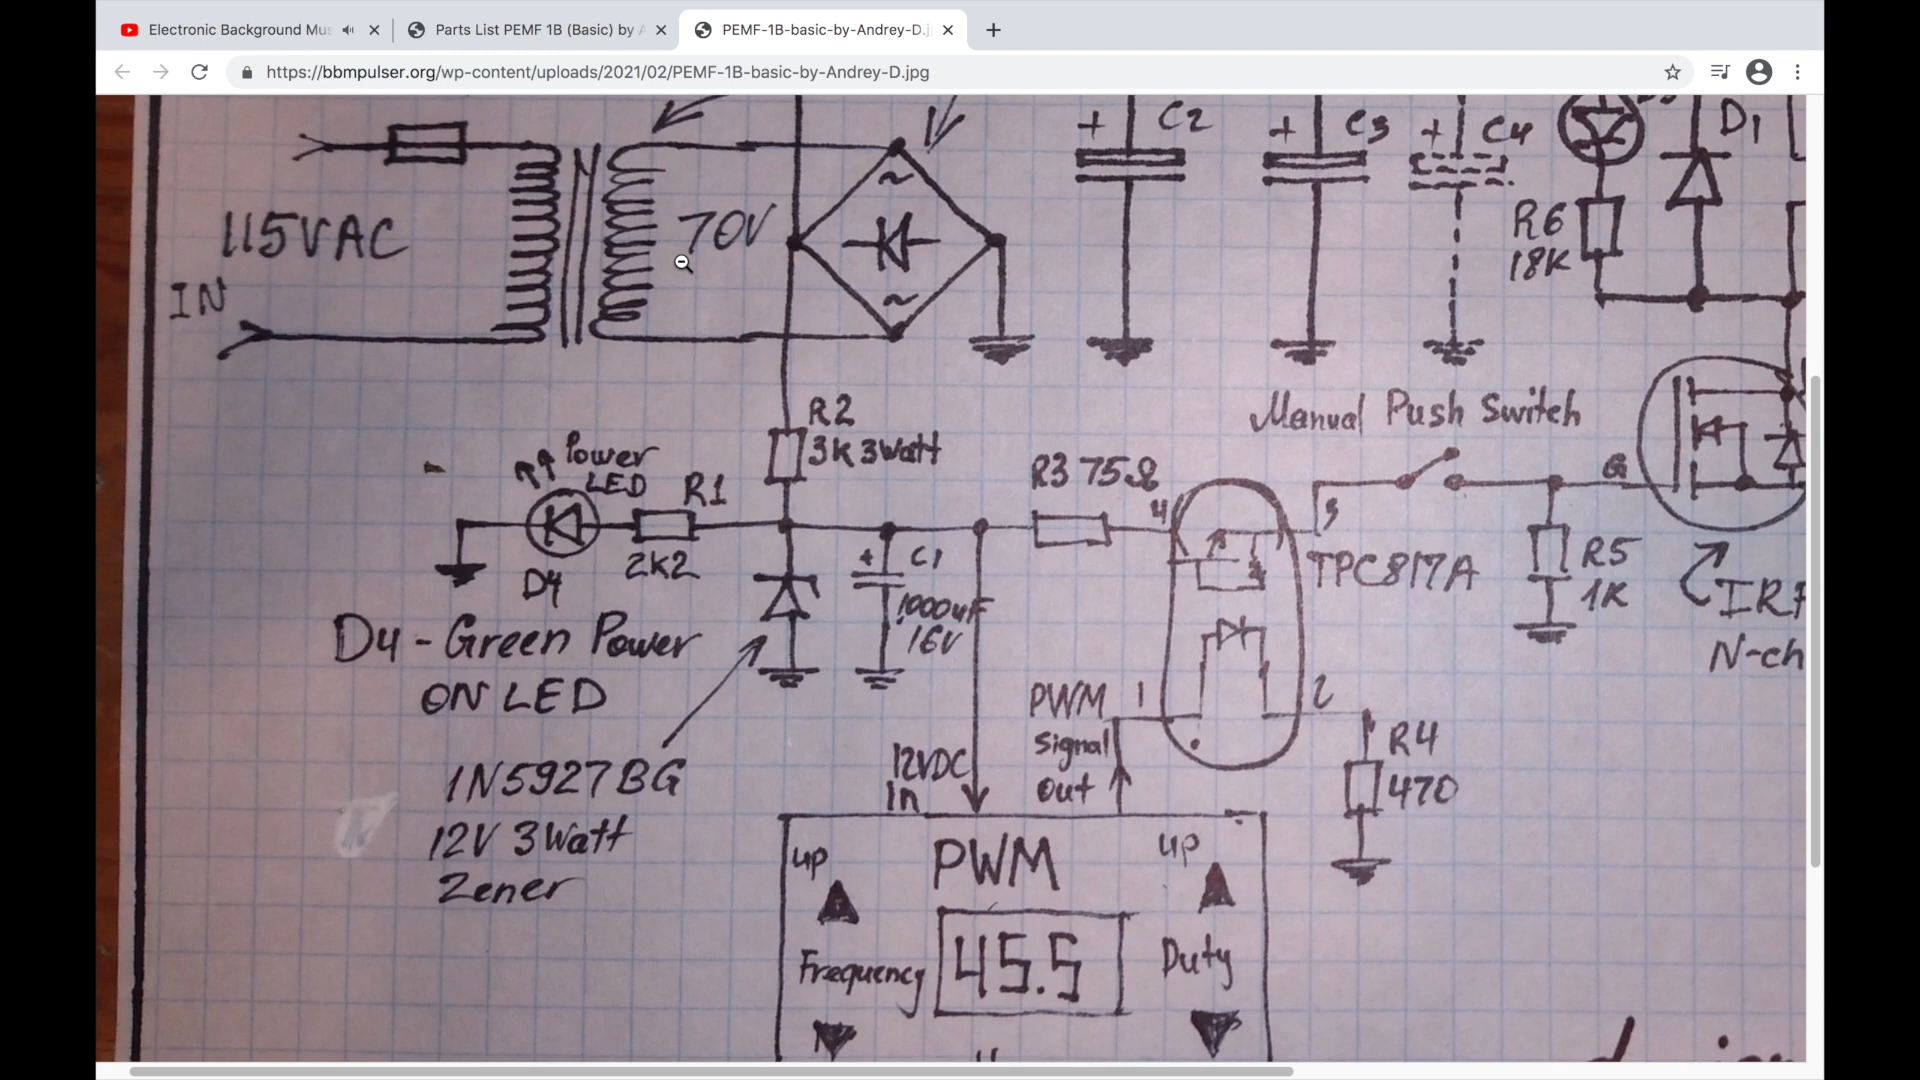 Electronic Background Mus
Parts List PEMF 1B (Basic) by A
PEMF-1B-basic-by-Andrey-D.j
https://bbmpulser.org/wp-content/uploads/2021/02/PEMF-1B-basic-by-Andrey-D.jpg
+ C2
+ C3
+ C4
D1
115VAC
IN
70V
~
~
R6
18K
Manual Push Switch
R2
3K 3Watt
Power
LED
R1
2K2
D4
R3 75Ω
4
3
G
+ C1
1000uF
16V
TPC817A
R5
1K
IRF
N-ch
D4 - Green Power
ON LED
1N5927BG
12V 3Watt
Zener
12VDC
In
PWM
Signal
Out
1
2
R4
470
up
PWM
up
Frequency
45.5
Duty